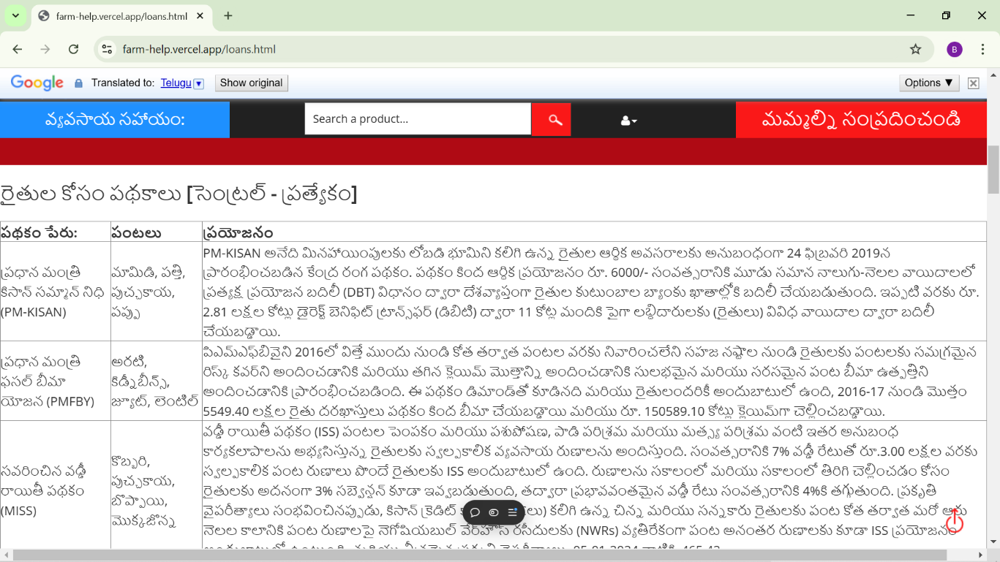 farm-help.vercel.app/loans.html
farm-help.vercel.app/loans.html
B
Google Translated to: Telugu Show original Options ▼
వ్యవసాయ సహాయం: Search a product... మమ్మల్ని సంప్రదించండి
రైతుల కోసం పథకాలు [సెంట్రల్ - ప్రత్యేకం]
పథకం పేరు: పంటలు ప్రయోజనం
ప్రధాన మంత్రి
కిసాన్ సమ్మాన్ నిధి
(PM-KISAN)
మామిడి, పత్తి,
పుచ్చకాయ,
పప్పు
PM-KISAN అనేది మినహాయింపులకు లోబడి భూమిని కలిగి ఉన్న రైతుల ఆర్థిక అవసరాలకు అనుబంధంగా 24 ఫిబ్రవరి 2019న
ప్రారంభించబడిన కేంద్ర రంగ పథకం. పథకం కింద ఆర్థిక ప్రయోజనం రూ. 6000/- సంవత్సరానికి మూడు సమాన నాలుగు-నెలల వాయిదాలలో
ప్రత్యక్ష ప్రయోజన బదిలీ (DBT) విధానం ద్వారా దేశవ్యాప్తంగా రైతుల కుటుంబాల బ్యాంకు ఖాతాల్లోకి బదిలీ చేయబడుతుంది. ఇప్పటి వరకు రూ.
2.81 లక్షల కోట్లు డైరెక్ట్ బెనిఫిట్ ట్రాన్స్‌ఫర్ (డిబిటి) ద్వారా 11 కోట్ల మందికి పైగా లబ్ధిదారులకు (రైతులు) వివిధ వాయిదాల ద్వారా బదిలీ
చేయబడ్డాయి.
ప్రధాన మంత్రి
ఫసల్ బీమా
యోజన (PMFBY)
అరటి,
కిడ్నీబీన్స్,
జ్యూట్, లెంటిల్
పిఎమ్ఎఫ్‌బివైని 2016లో విత్తే ముందు నుండి కోత తర్వాత పంటల వరకు నివారించలేని సహజ నష్టాల నుండి రైతులకు పంటలకు సమగ్రమైన
రిస్క్ కవర్‌ని అందించడానికి మరియు తగిన క్లెయిమ్ మొత్తాన్ని అందించడానికి సులభమైన మరియు సరసమైన పంట బీమా ఉత్పత్తిని
అందించడానికి ప్రారంభించబడింది. ఈ పథకం డిమాండ్‌తో కూడినది మరియు రైతులందరికీ అందుబాటులో ఉంది, 2016-17 నుండి మొత్తం
5549.40 లక్షల రైతు దరఖాస్తులు పథకం కింద బీమా చేయబడ్డాయి మరియు రూ. 150589.10 కోట్లు క్లెయిమ్‌గా చెల్లించబడ్డాయి.
సవరించిన వడ్డీ
రాయితీ పథకం
(MISS)
కొబ్బరి,
పుచ్చకాయ,
బొప్పాయి,
మొక్కజొన్న
వడ్డీ రాయితీ పథకం (ISS) పంటల పెంపకం మరియు పశుపోషణ, పాడి పరిశ్రమ మరియు మత్స్య పరిశ్రమ వంటి ఇతర అనుబంధ
కార్యకలాపాలను అభ్యసిస్తున్న రైతులకు స్వల్పకాలిక వ్యవసాయ రుణాలను అందిస్తుంది. సంవత్సరానికి 7% వడ్డీ రేటుతో రూ.3.00 లక్షల వరకు
స్వల్పకాలిక పంట రుణాలు పొందే రైతులకు ISS అందుబాటులో ఉంది. రుణాలను సకాలంలో మరియు సకాలంలో తిరిగి చెల్లించడం కోసం
రైతులకు అదనంగా 3% సబ్వెన్షన్ కూడా ఇవ్వబడుతుంది, తద్వారా ప్రభావవంతమైన వడ్డీ రేటు సంవత్సరానికి 4%కి తగ్గుతుంది. ప్రకృతి
వైపరీత్యాలు సంభవించినప్పుడు, కిసాన్ క్రెడిట్ కలిగి ఉన్న చిన్న మరియు సన్నకారు రైతులకు పంట కోత తర్వాత మరో ఆరు
నెలల కాలానికి పంట రుణాలపై నెగోషియబుల్ వేర్‌హౌస్ రసీదులకు (NWRs) వ్యతిరేకంగా పంట అనంతర రుణాలకు కూడా ISS ప్రయోజనం